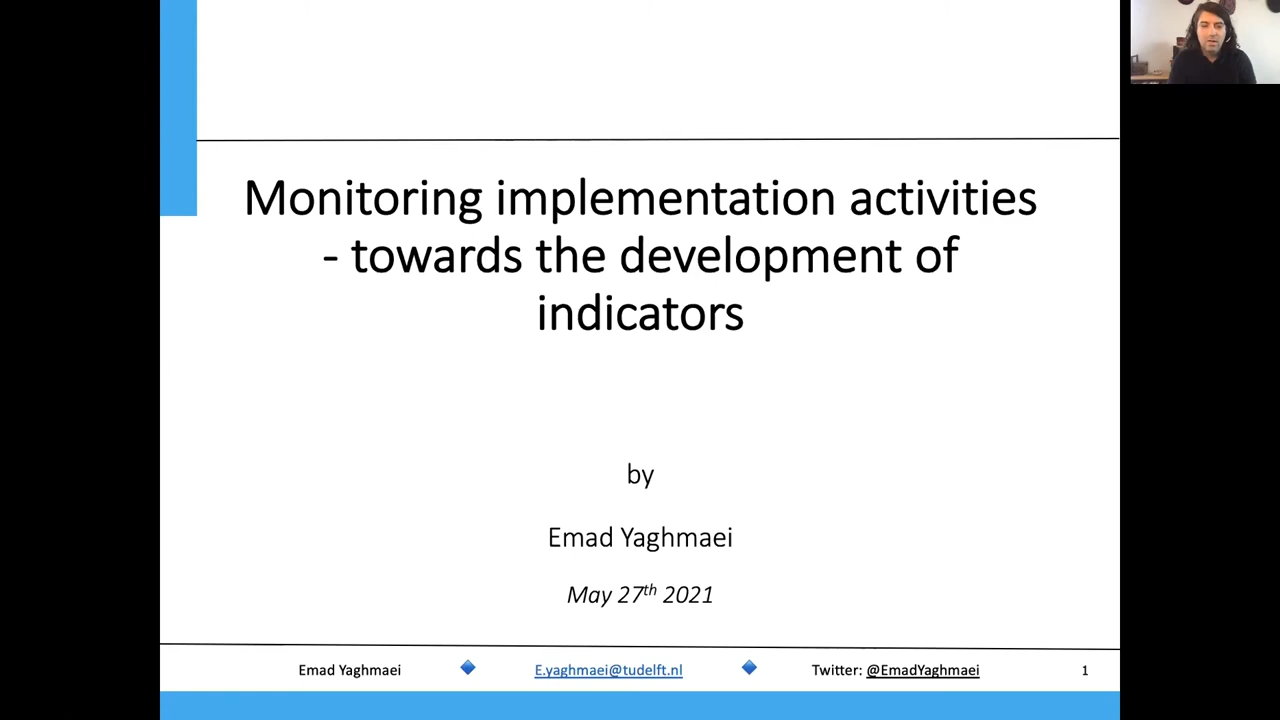 Monitoring implementation activities
- towards the development of
indicators
by
Emad Yaghmaei
May 27th 2021
Emad Yaghmaei E.yaghmaei@tudelft.nl Twitter: @EmadYaghmaei 1